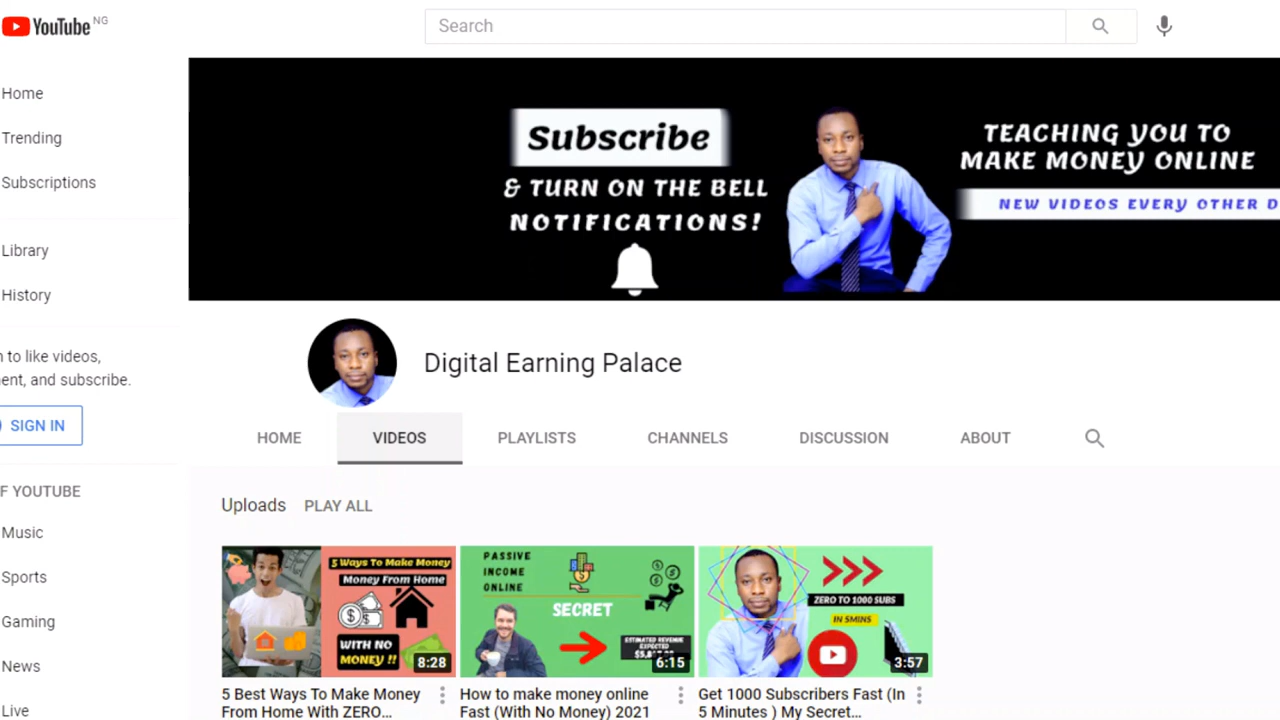 YouTube NG
Search
Home
Trending
Subscriptions
Library
History
to like videos,
and subscribe.
SIGN IN
F YOUTUBE
Music
Sports
Gaming
News
Live
Subscribe
& TURN ON THE BELL
NOTIFICATIONS!
TEACHING YOU TO
MAKE MONEY ONLINE
NEW VIDEOS EVERY OTHER D
Digital Earning Palace
HOME VIDEOS PLAYLISTS CHANNELS DISCUSSION ABOUT
Uploads PLAY ALL
5 Ways To Make Money
Money From Home
WITH NO
MONEY !!
8:28
5 Best Ways To Make Money
From Home With ZERO...
PASSIVE
INCOME
ONLINE
SECRET
ESTIMATED REVENUE
EXPECTED
6:15
How to make money online
Fast (With No Money) 2021
ZERO TO 1000 SUBS
IN 5MINS
3:57
Get 1000 Subscribers Fast (In
5 Minutes ) My Secret...